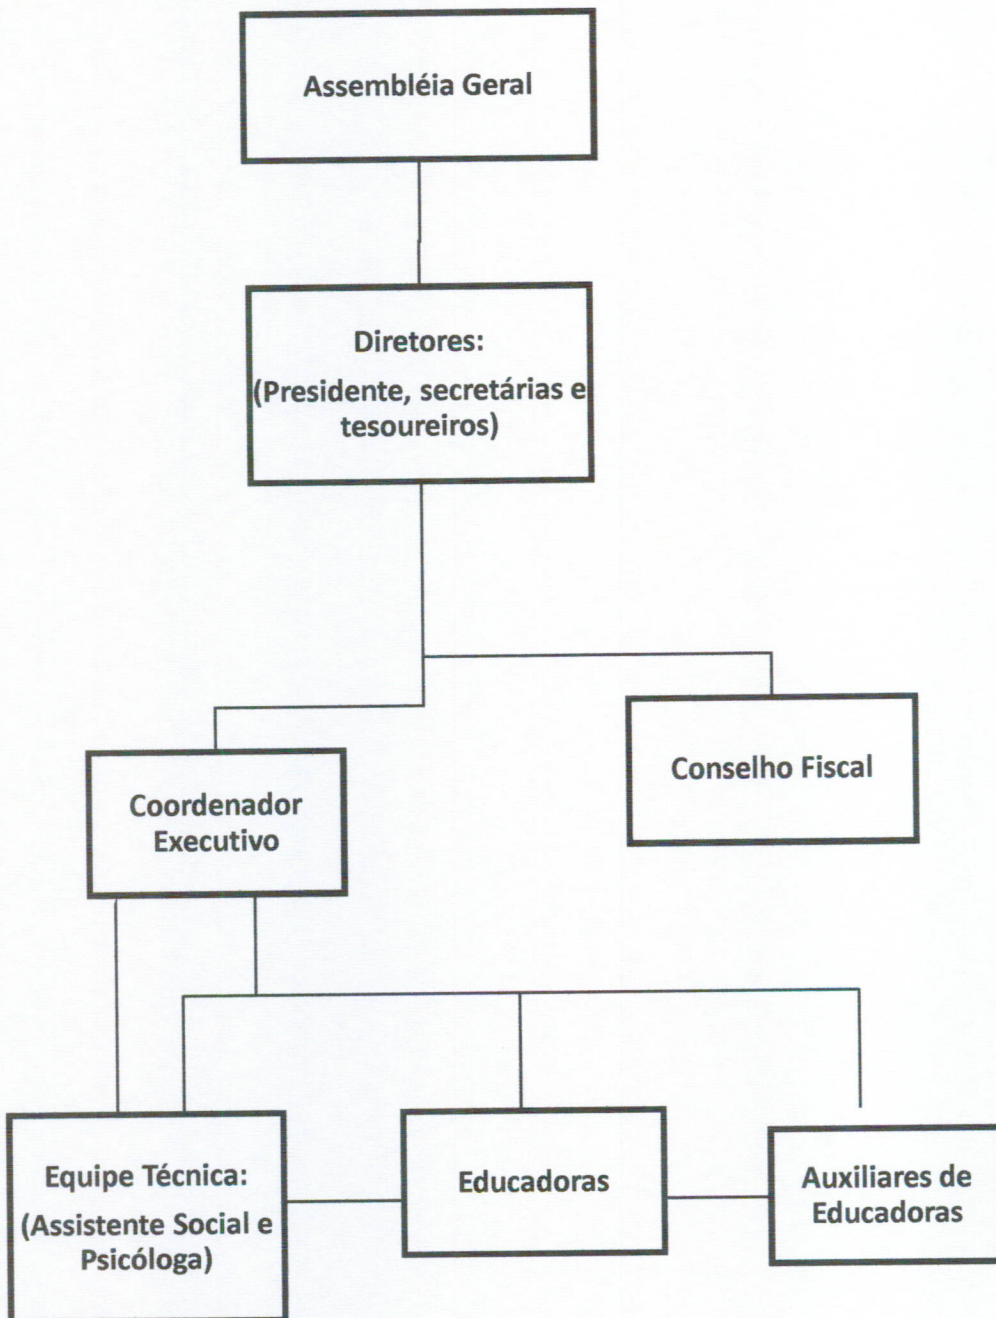 Assembléia Geral
Diretores:
(Presidente, secretárias e
tesoureiros)
Conselho Fiscal
Coordenador
Executivo
Equipe Técnica:
(Assistente Social e
Psicóloga)
Educadoras
Auxiliares de
Educadoras